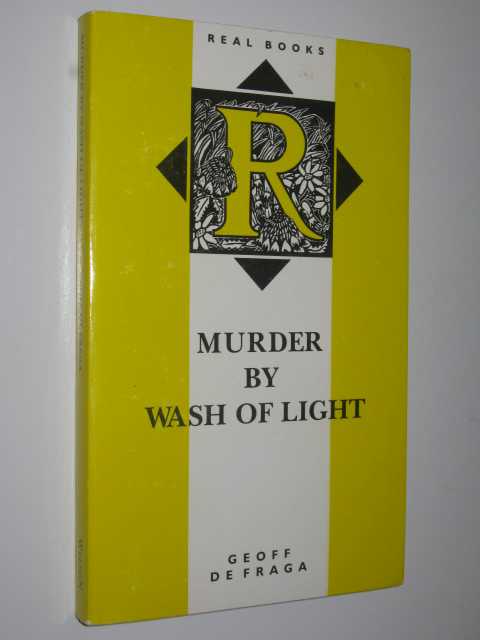 REAL BOOKS
R
MURDER
BY
WASH OF LIGHT
GEOFF
DE FRAGA